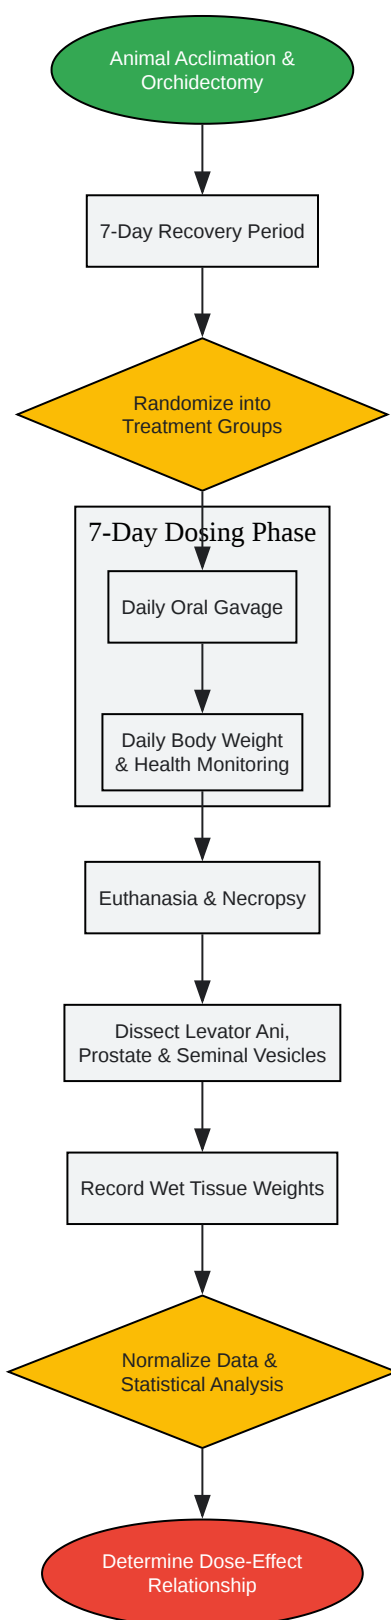 Animal Acclimation &
Orchidectomy
7-Day Recovery Period
Randomize into
Treatment Groups
7-Day Dosing Phase
Daily Oral Gavage
Daily Body Weight
& Health Monitoring
Euthanasia & Necropsy
Dissect Levator Ani,
Prostate & Seminal Vesicles
Record Wet Tissue Weights
Normalize Data &
Statistical Analysis
Determine Dose-Effect
Relationship